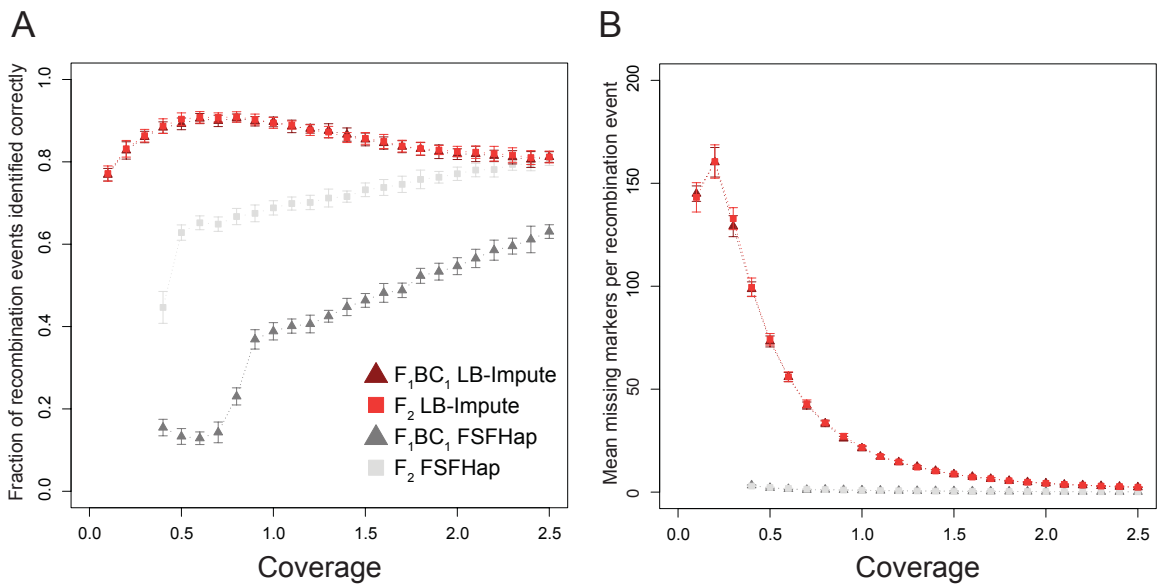 A
Fraction of recombination events identified correctly
1.0
0.8
0.6
0.4
0.2
0.0
F₁BC₁ LB-Impute
F₂ LB-Impute
F₁BC₁ FSFHap
F₂ FSFHap
0.0 0.5 1.0 1.5 2.0 2.5
Coverage
B
Mean missing markers per recombination event
200
150
100
50
0
0.0 0.5 1.0 1.5 2.0 2.5
Coverage